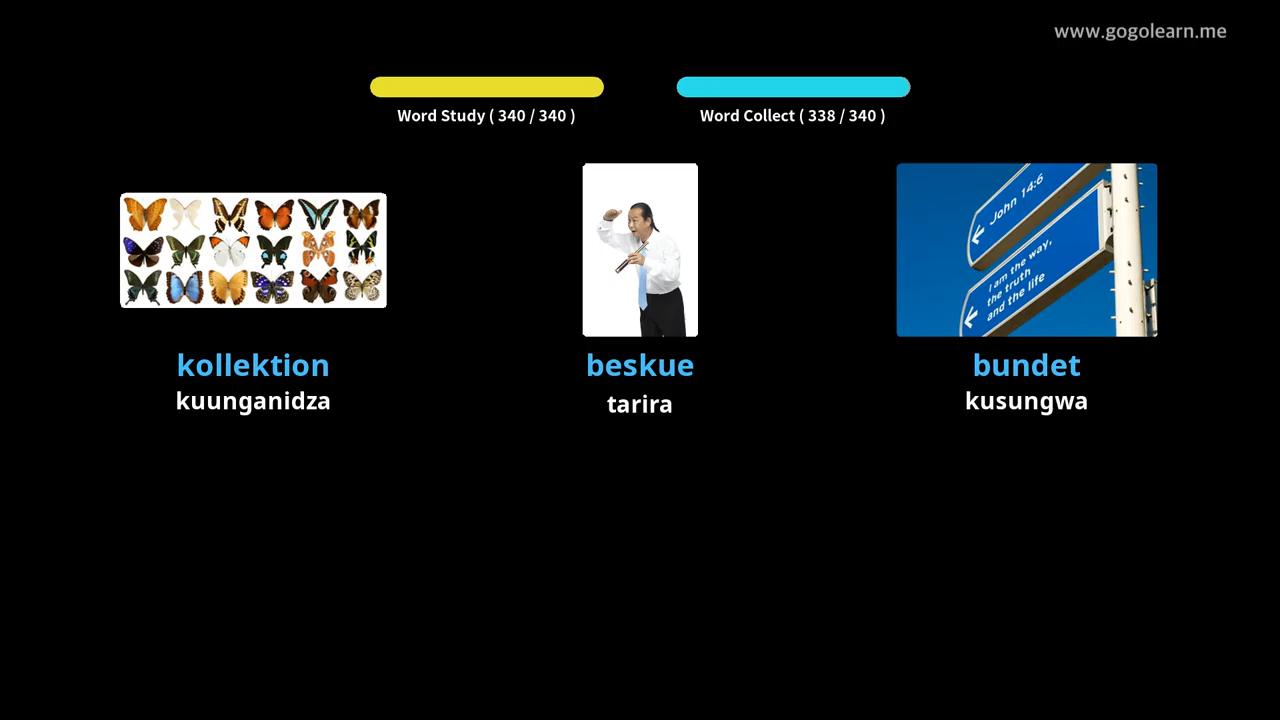 www.gogolearn.me
Word Study ( 340 / 340 )
Word Collect ( 338 / 340 )
John 14:6
I am the way,
the truth
and the life
kollektion
kuunganidza
beskue
tarira
bundet
kusungwa